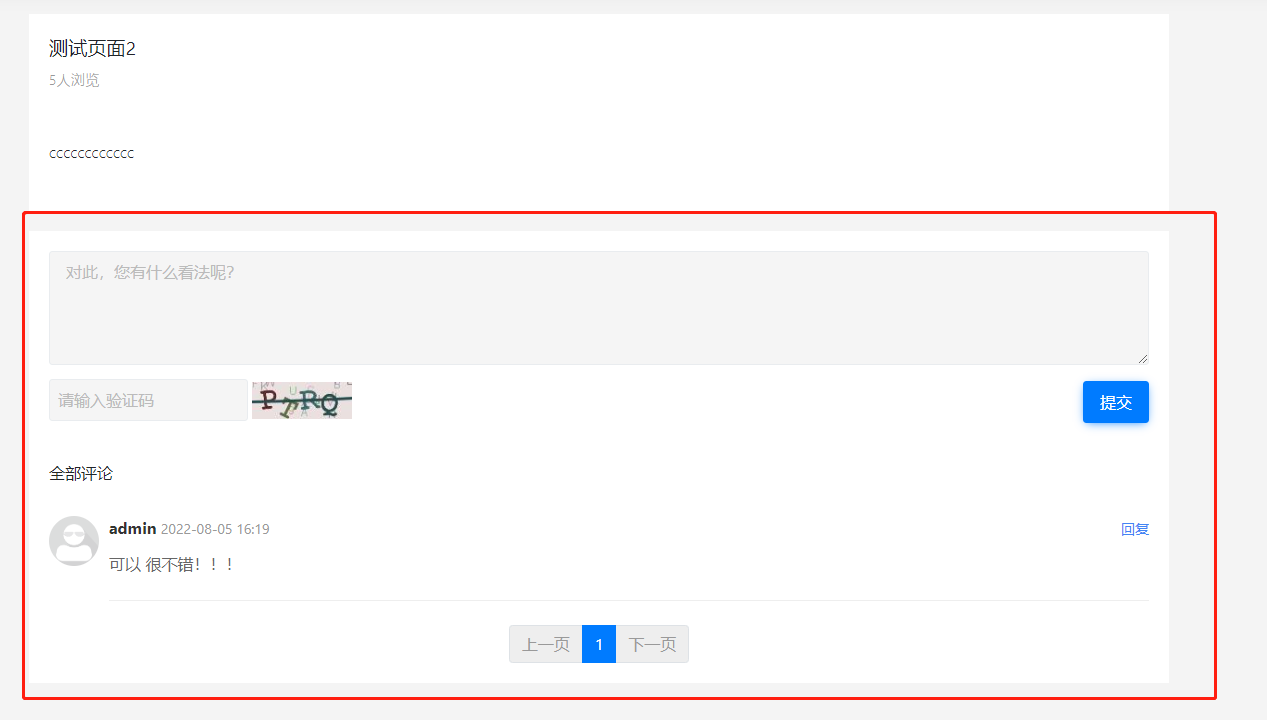 测试页面2
5人浏览
cccccccccccc
对此，您有什么看法呢?
请输入验证码 PTRQ 提交
全部评论
admin 2022-08-05 16:19 回复
可以 很不错！！！
上一页 1 下一页